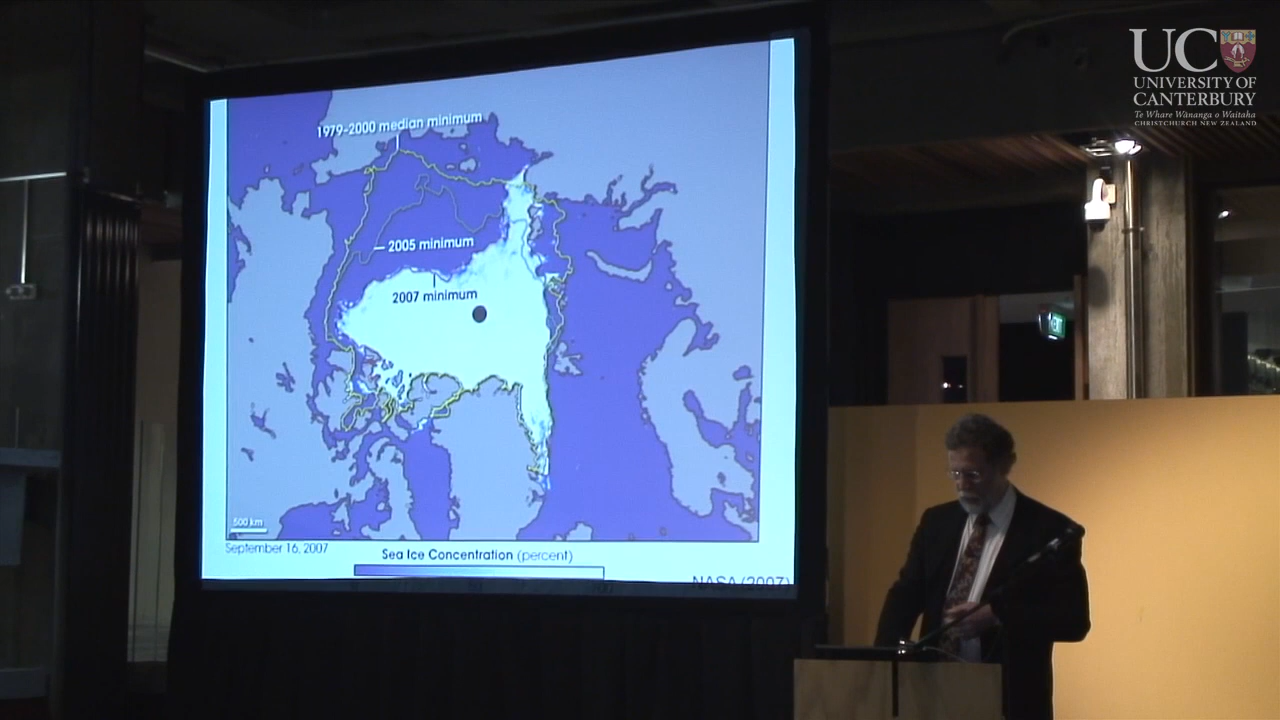 1979-2000 median minimum
2005 minimum
2007 minimum
500 km
September 16, 2007
Sea Ice Concentration (percent)
NASA (2007)
UC
UNIVERSITY OF
CANTERBURY
Te Whare Wānanga o Waitaha
CHRISTCHURCH NEW ZEALAND
EXIT